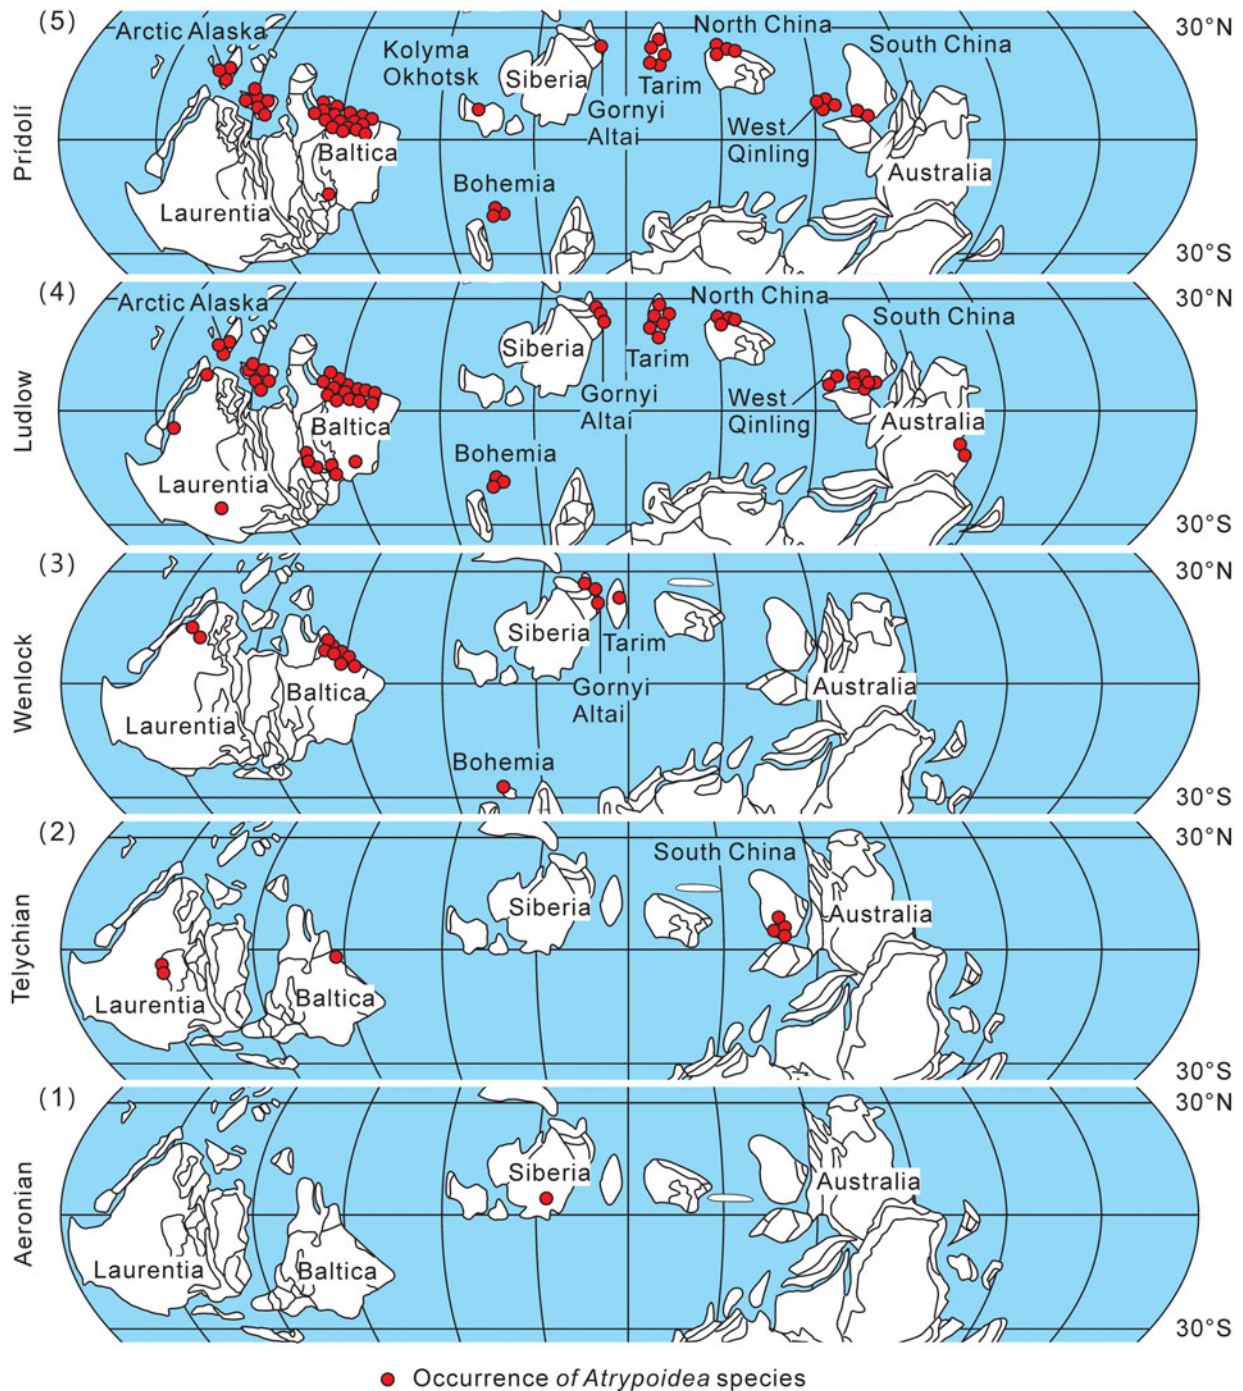 (5)
Arctic Alaska
Kolyma
Okhotsk
Siberia
Gornyi
Altai
Tarim
North China
South China
30°N
West
Qinling
Baltica
Bohemia
Laurentia
Australia
30°S
Prídolí
(4)
Arctic Alaska
Siberia
Gornyi
Altai
Tarim
North China
South China
30°N
West
Qinling
Baltica
Bohemia
Laurentia
Australia
30°S
Ludlow
(3)
30°N
Siberia
Tarim
Gornyi
Altai
Baltica
Laurentia
Australia
Bohemia
30°S
Wenlock
(2)
30°N
South China
Siberia
Australia
Laurentia
Baltica
30°S
Telychian
(1)
30°N
Siberia
Australia
Laurentia
Baltica
30°S
Aeronian
Occurrence of Atrypoidea species